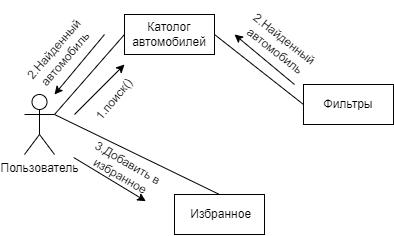 Католог
автомобилей
2.Найденный
автомобиль
2.Найденный
автомобиль
1.поиск()
Фильтры
Пользователь
3.Добавить в
избранное
Избранное